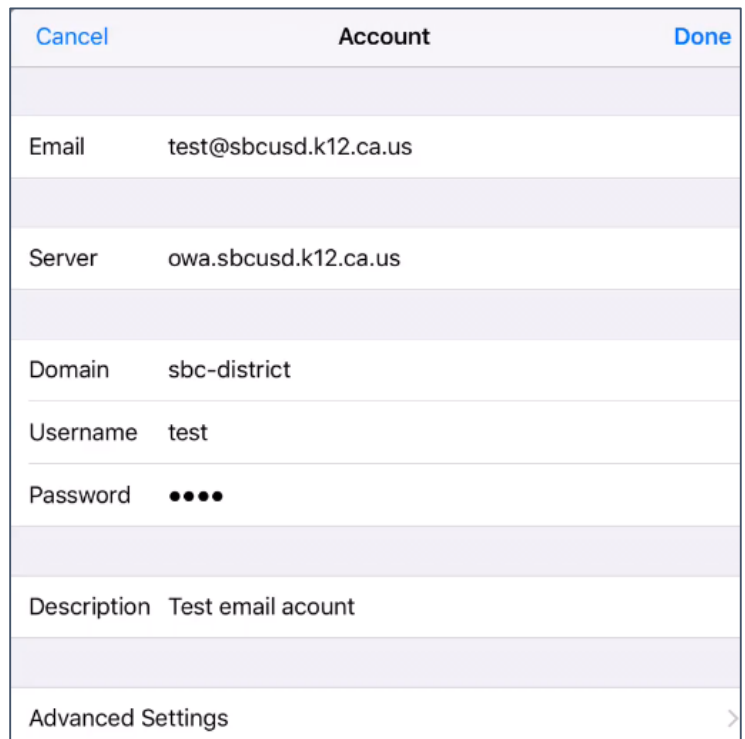 Cancel Account Done
Email test@sbcusd.k12.ca.us
Server owa.sbcusd.k12.ca.us
Domain sbc-district
Username test
Password ●●●●
Description Test email acount
Advanced Settings